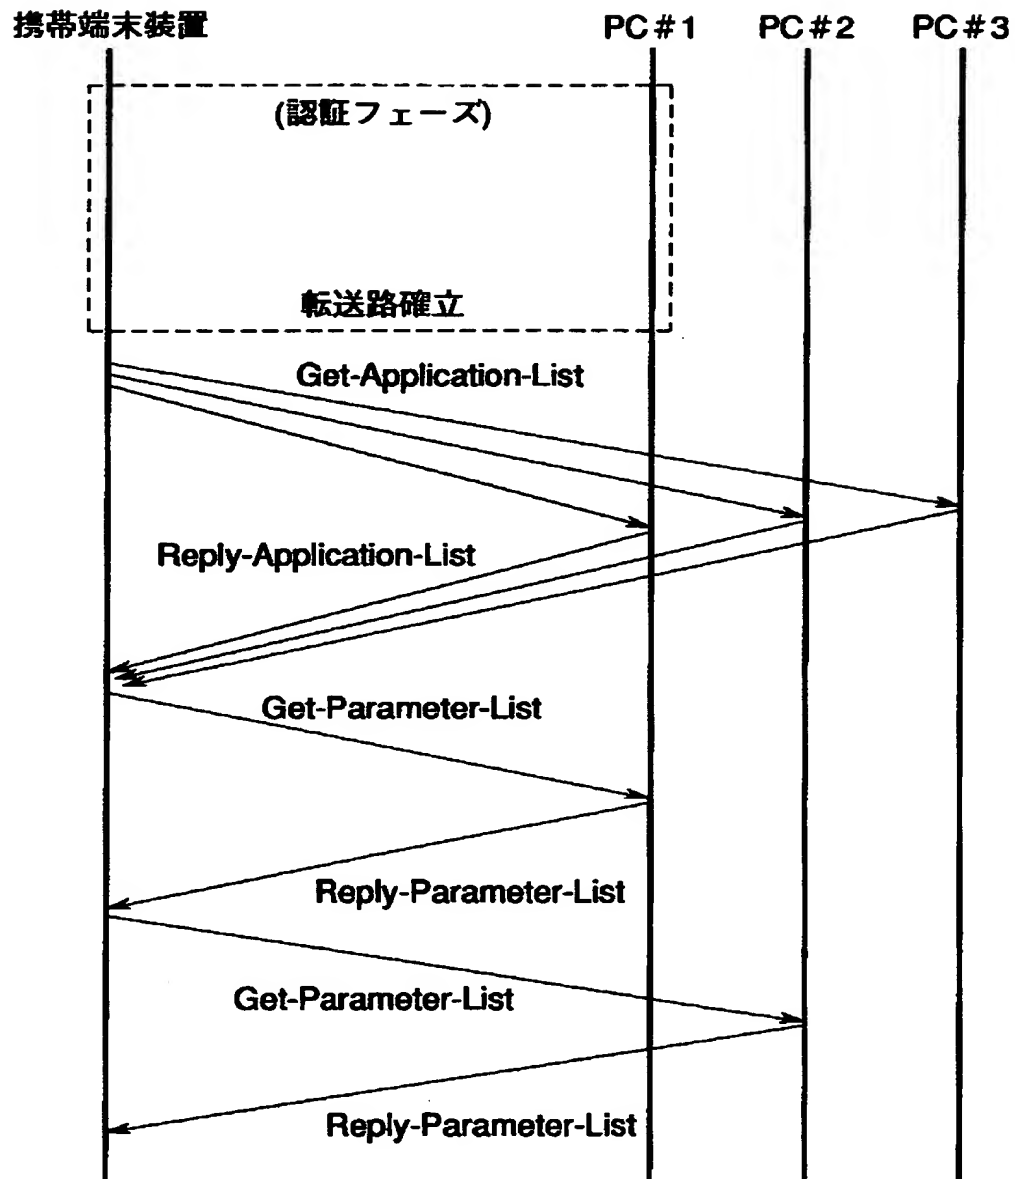 携帯端末装置
PC#1
PC#2
PC#3
(認証フェーズ)
転送路確立
Get-Application-List
Reply-Application-List
Get-Parameter-List
Reply-Parameter-List
Get-Parameter-List
Reply-Parameter-List